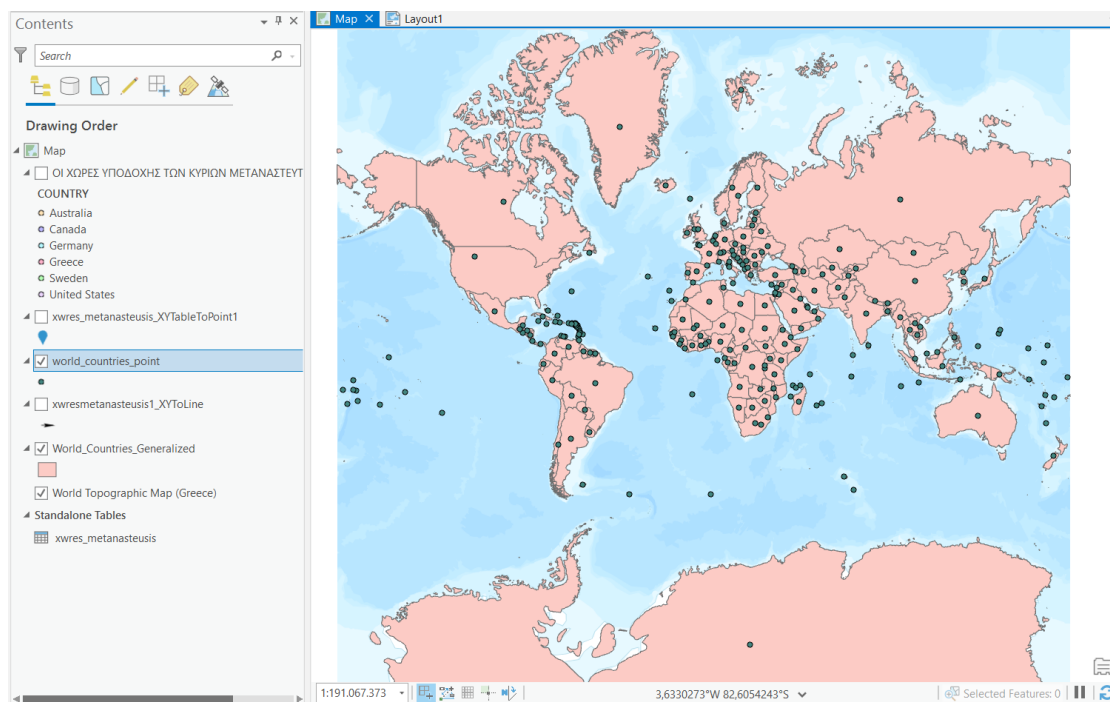 Contents
Map
Layout1
Search
Drawing Order
Map
ΟΙ ΧΩΡΕΣ ΥΠΟΔΟΧΗΣ ΤΩΝ ΚΥΡΙΩΝ ΜΕΤΑΝΑΣΤΕΥΤ
COUNTRY
Australia
Canada
Germany
Greece
Sweden
United States
xwres_metanasteusis_XYTableToPoint1
world_countries_point
xwresmetanasteusis1_XYToLine
World_Countries_Generalized
World Topographic Map (Greece)
Standalone Tables
xwres_metanasteusis
1:191.067.373
3,6330273°W 82,6054243°S
Selected Features: 0